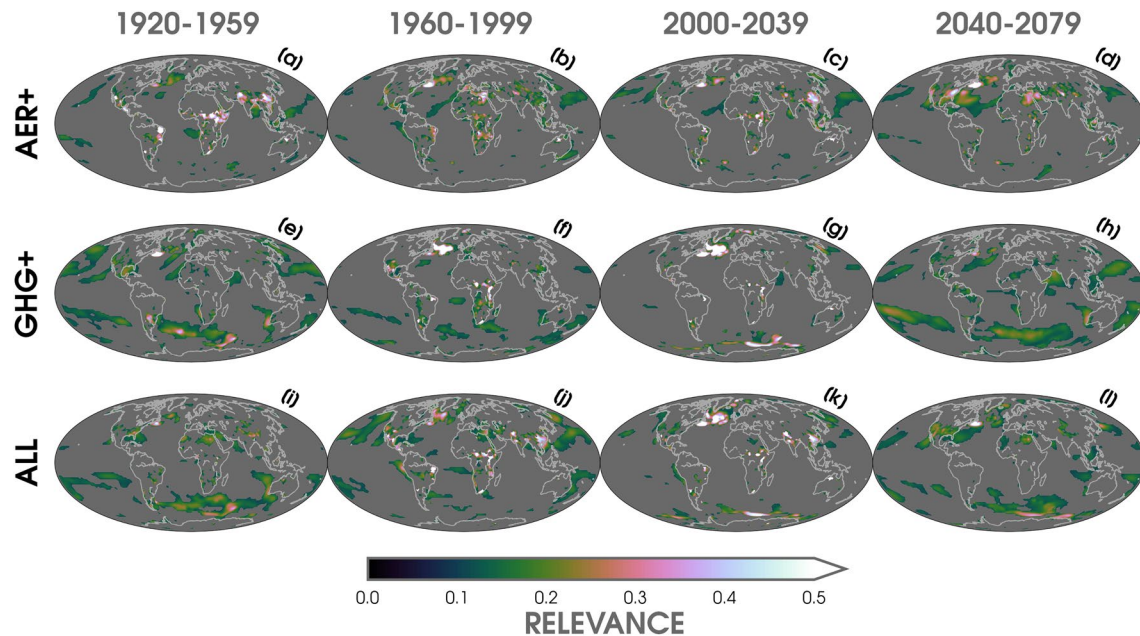 1920-1959 1960-1999 2000-2039 2040-2079
AER+ (a) (b) (c) (d)
GHG+ (e) (f) (g) (h)
ALL (i) (j) (k) (l)
0.0 0.1 0.2 0.3 0.4 0.5
RELEVANCE